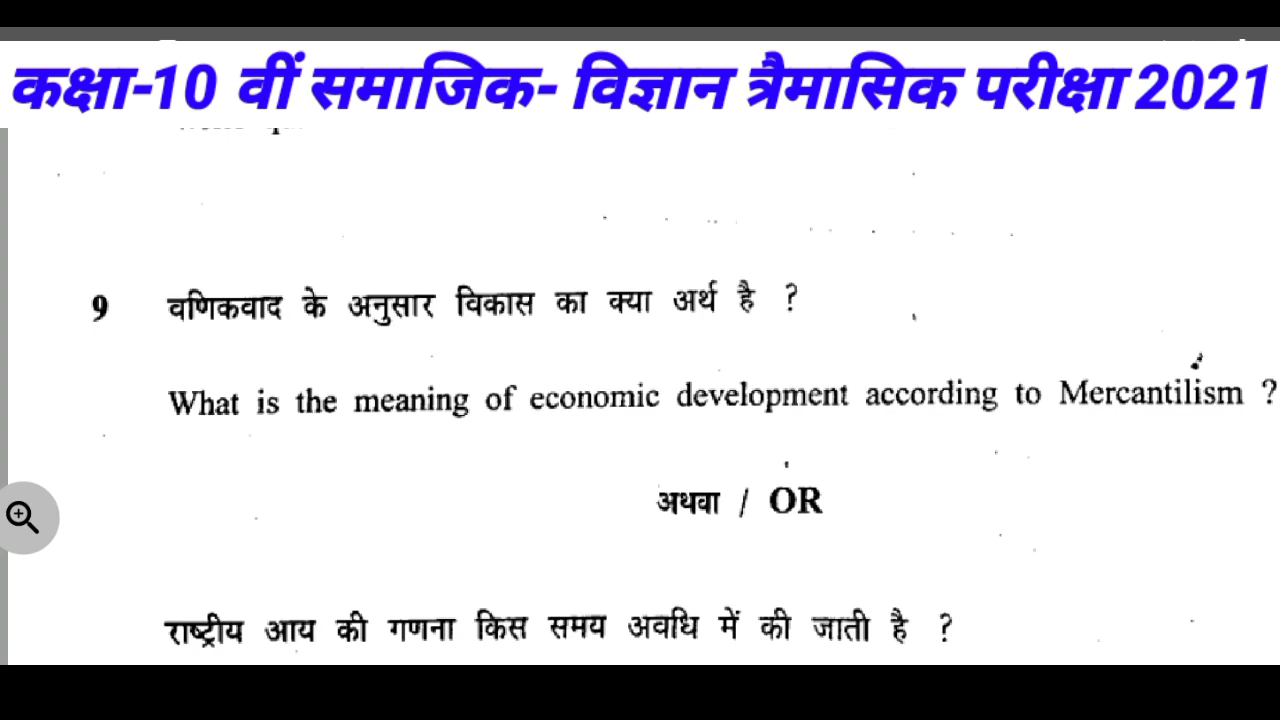 कक्षा-10 वीं समाजिक- विज्ञान त्रैमासिक परीक्षा 2021
9 वणिकवाद के अनुसार विकास का क्या अर्थ है ?
What is the meaning of economic development according to Mercantilism ?
अथवा / OR
राष्ट्रीय आय की गणना किस समय अवधि में की जाती है ?